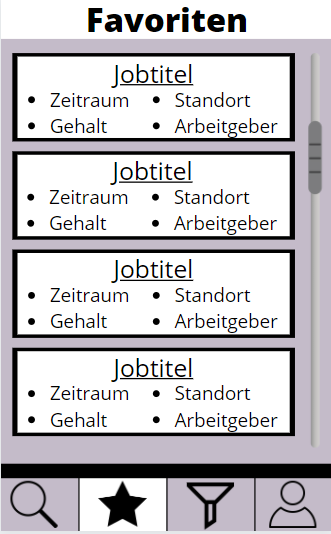 Favoriten
Jobtitel
• Zeitraum • Standort
• Gehalt • Arbeitgeber
Jobtitel
• Zeitraum • Standort
• Gehalt • Arbeitgeber
Jobtitel
• Zeitraum • Standort
• Gehalt • Arbeitgeber
Jobtitel
• Zeitraum • Standort
• Gehalt • Arbeitgeber